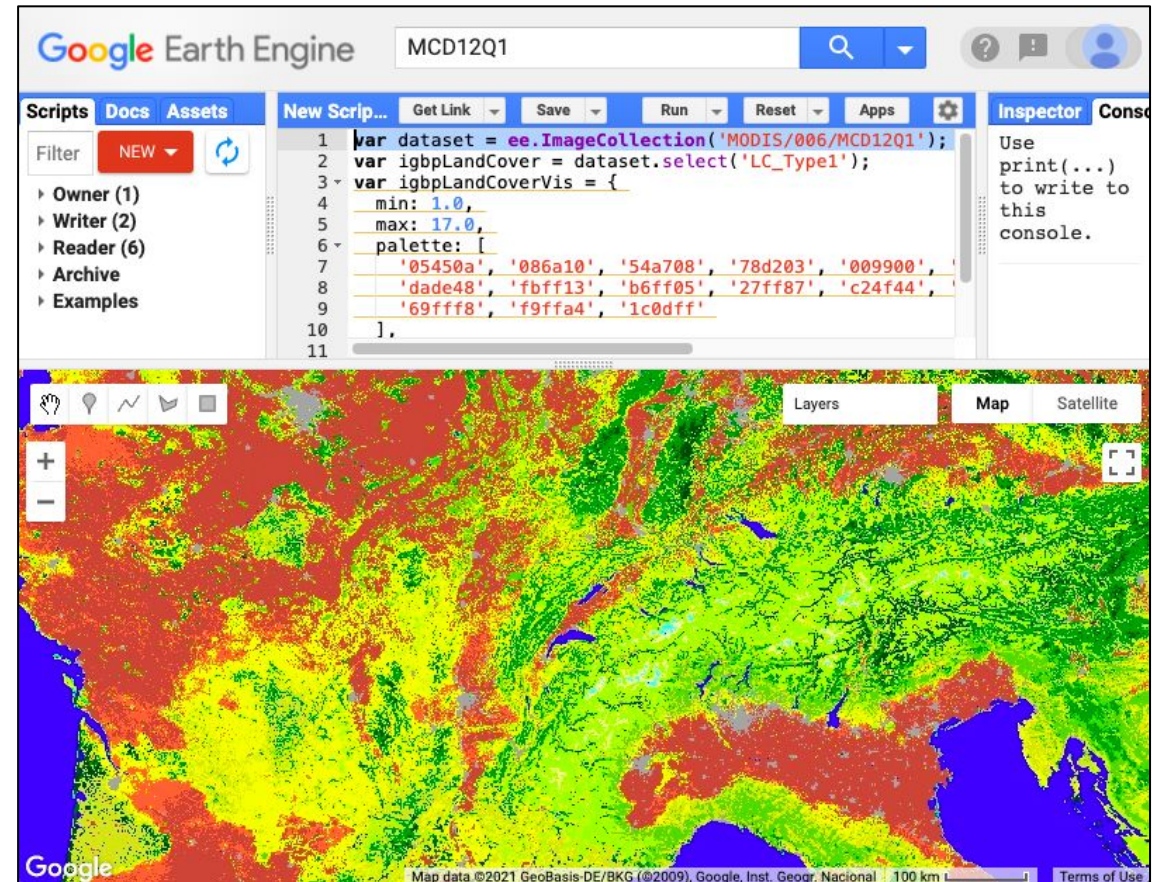 Google Earth Engine
MCD12Q1
Scripts Docs Assets
Filter NEW
Owner (1)
Writer (2)
Reader (6)
Archive
Examples
New Scrip... Get Link Save Run Reset Apps
1 var dataset = ee.ImageCollection('MODIS/006/MCD12Q1');
2 var igbpLandCover = dataset.select('LC_Type1');
3 var igbpLandCoverVis = {
4 min: 1.0,
5 max: 17.0,
6 palette: [
7 '05450a', '086a10', '54a708', '78d203', '009900', '
8 'dade48', 'fbff13', 'b6ff05', '27ff87', 'c24f44', '
9 '69fff8', 'f9ffa4', '1c0dff'
10 ],
11
Inspector Conso
Use
print(...)
to write to
this
console.
Layers
Map Satellite
+
−
Google
Map data ©2021 GeoBasis-DE/BKG (©2009), Google, Inst. Geogr. Nacional 100 km Terms of Use